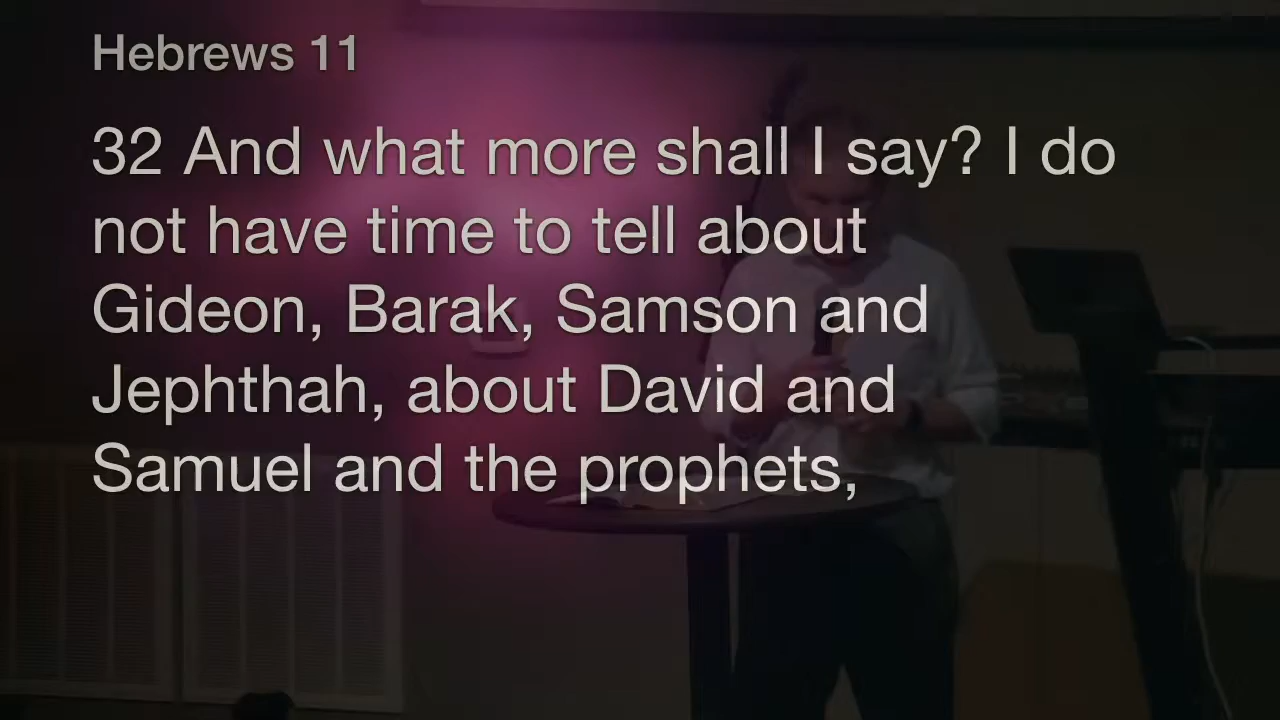 Hebrews 11
32 And what more shall I say? I do
not have time to tell about
Gideon, Barak, Samson and
Jephthah, about David and
Samuel and the prophets,